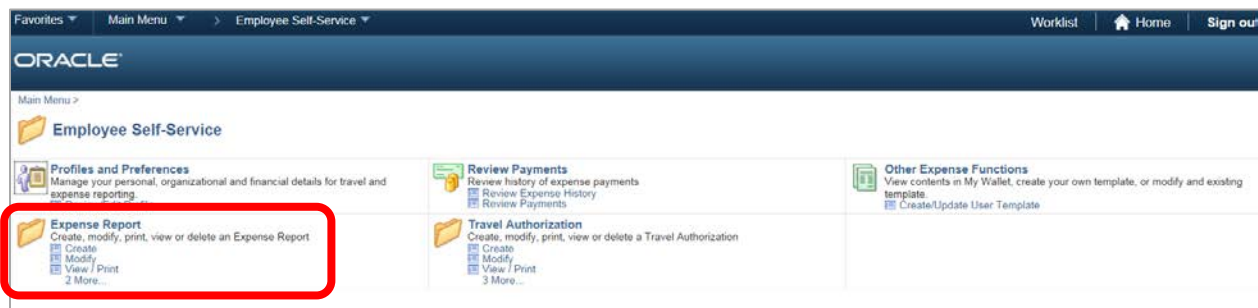 Favorites Main Menu > Employee Self-Service Worklist Home Sign out
ORACLE
Main Menu >
Employee Self-Service
Profiles and Preferences
Manage your personal, organizational and financial details for travel and
expense reporting.
Review Payments
Review history of expense payments
Review Expense History
Review Payments
Other Expense Functions
View contents in My Wallet, create your own template, or modify and existing
template.
Create/Update User Template
Expense Report
Create, modify, print, view or delete an Expense Report
Create
Modify
View / Print
2 More...
Travel Authorization
Create, modify, print, view or delete a Travel Authorization
Create
Modify
View / Print
3 More...